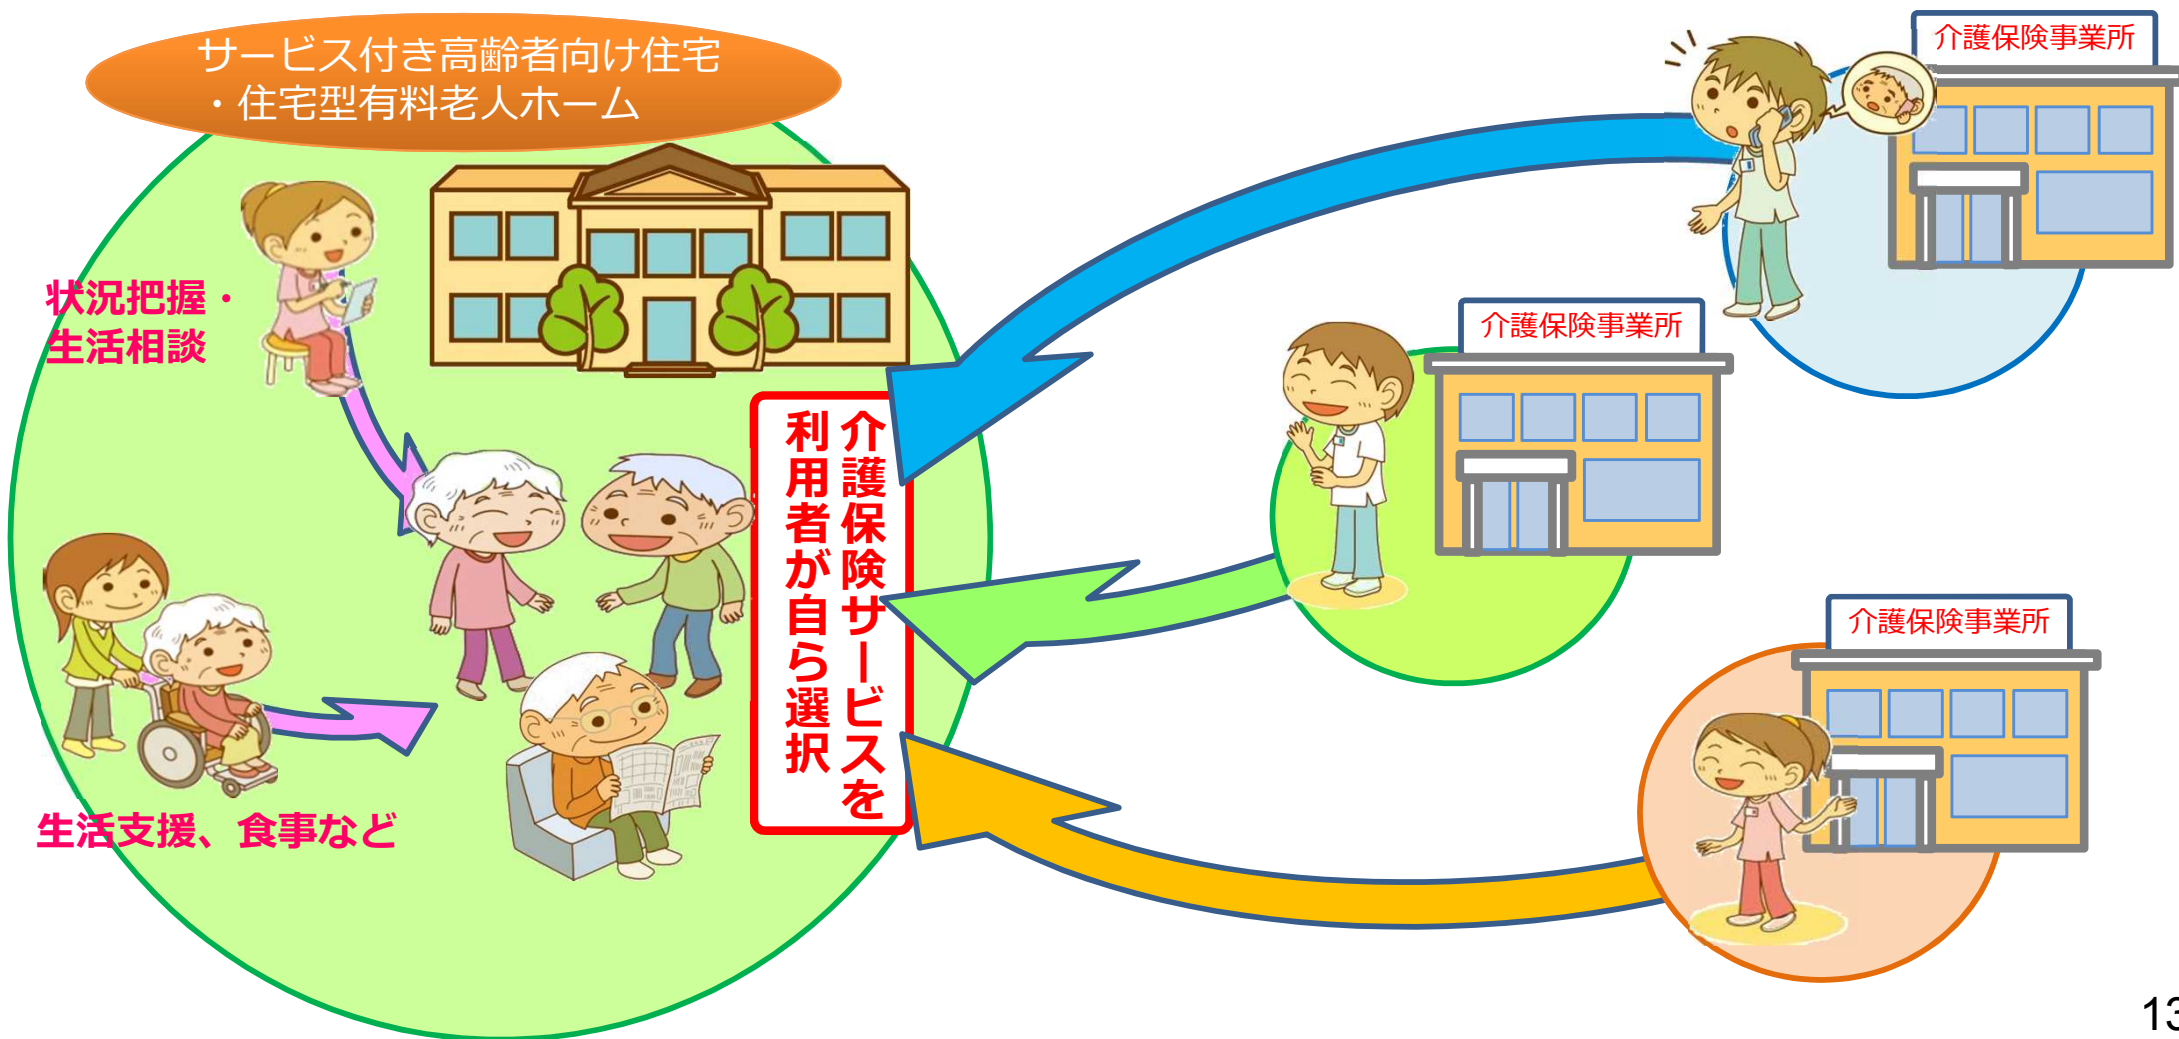 サービス付き高齢者向け住宅
・住宅型有料老人ホーム
状況把握・
生活相談
生活支援、食事など
介護保険サービスを
利用者が自ら選択
介護保険事業所
介護保険事業所
介護保険事業所
13